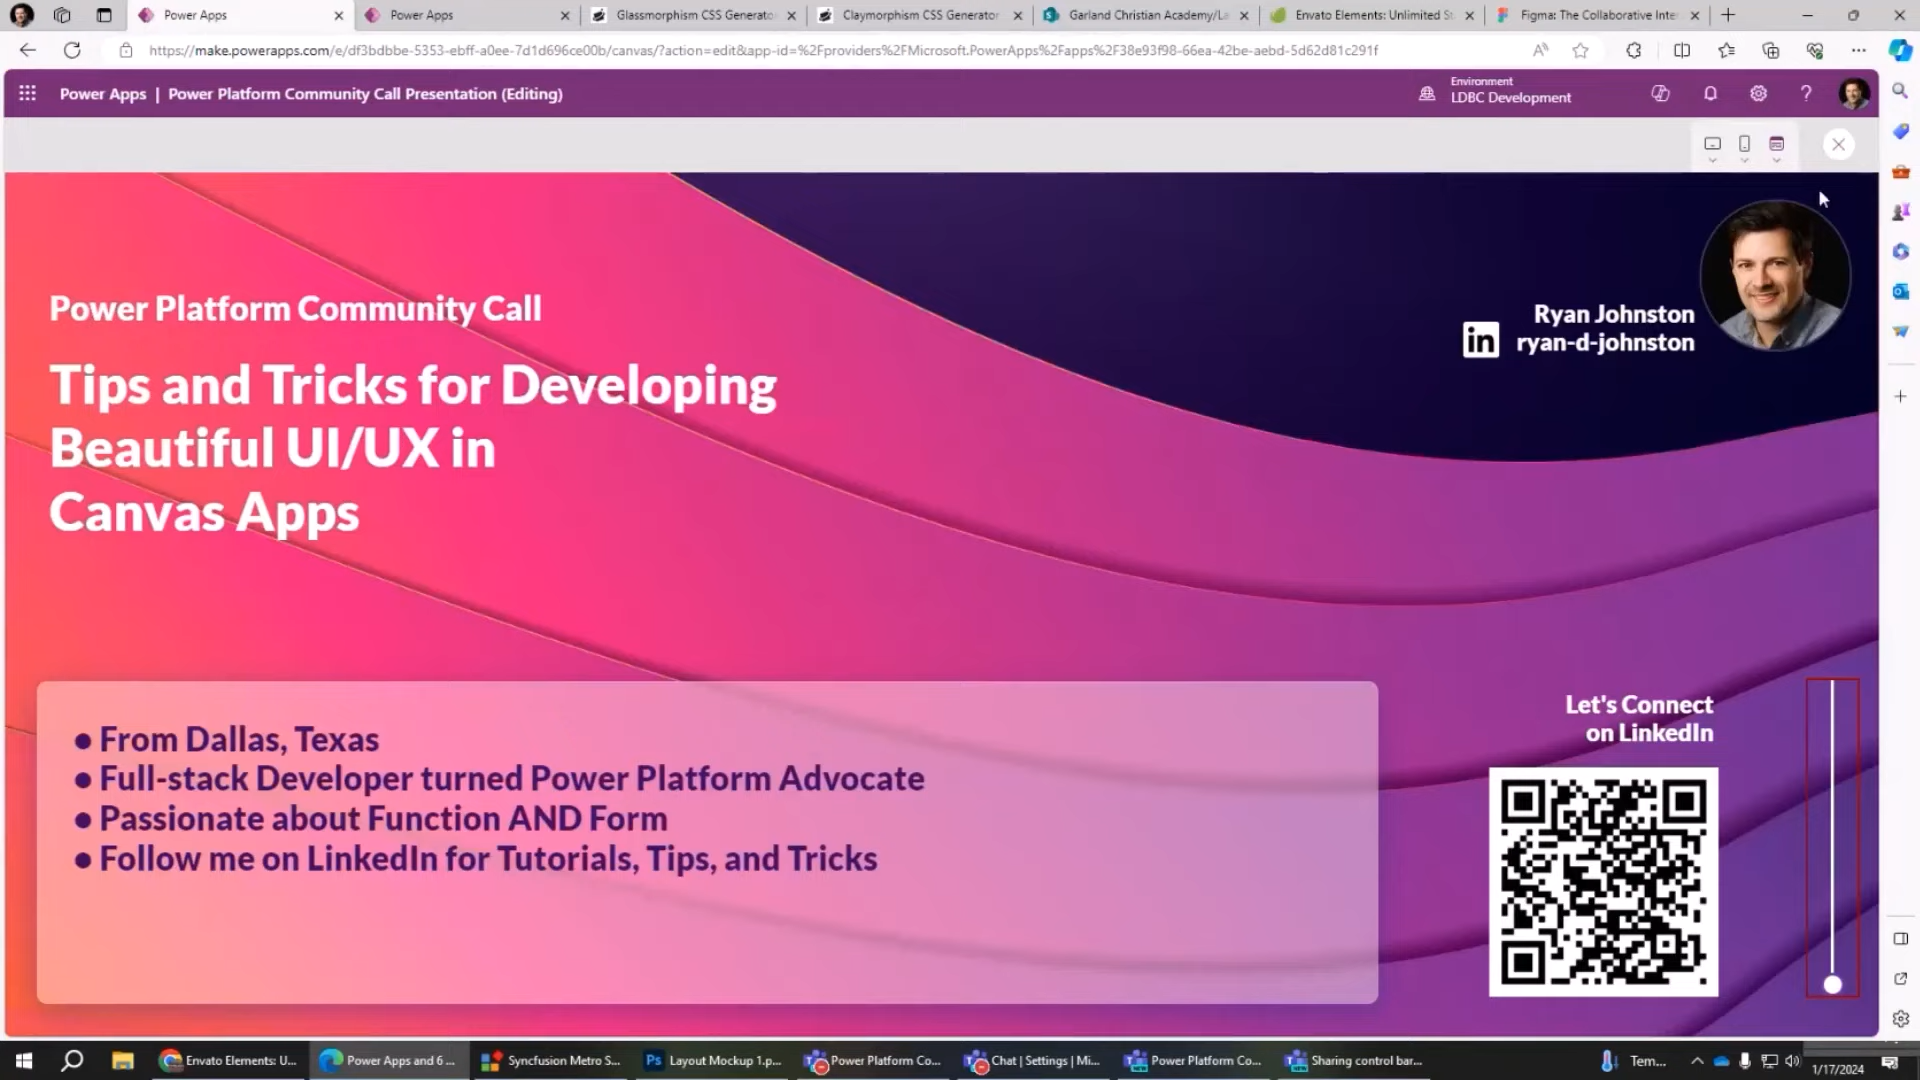 Power Apps
Power Apps
Glassmorphism CSS Generato
Claymorphism CSS Generator
Garland Christian Academy/La
Envato Elements: Unlimited St
Figma: The Collaborative Inter
https://make.powerapps.com/e/df3bdbbe-5353-ebff-a0ee-7d1d696ce00b/canvas/?action=edit&app-id=%2Fproviders%2FMicrosoft.PowerApps%2Fapps%2F38e93f98-66ea-42be-aebd-5d62d81c291f
Power Apps | Power Platform Community Call Presentation (Editing)
Environment
LDBC Development
Power Platform Community Call
Tips and Tricks for Developing
Beautiful UI/UX in
Canvas Apps
Ryan Johnston
in ryan-d-johnston
• From Dallas, Texas
• Full-stack Developer turned Power Platform Advocate
• Passionate about Function AND Form
• Follow me on LinkedIn for Tutorials, Tips, and Tricks
Let's Connect
on LinkedIn
Envato Elements: U...
Power Apps and 6 ...
Syncfusion Metro S...
Layout Mockup 1.p...
Power Platform Co...
Chat | Settings | Mi...
Power Platform Co...
Sharing control bar...
Tem...
1/17/2024